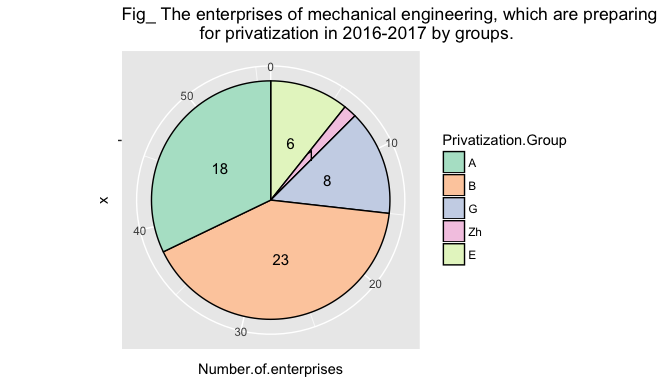 Fig_ The enterprises of mechanical engineering, which are preparing
for privatization in 2016-2017 by groups.
0
50
10
40
20
30
6
1
18
8
23
x
Number.of.enterprises
Privatization.Group
A
B
G
Zh
E